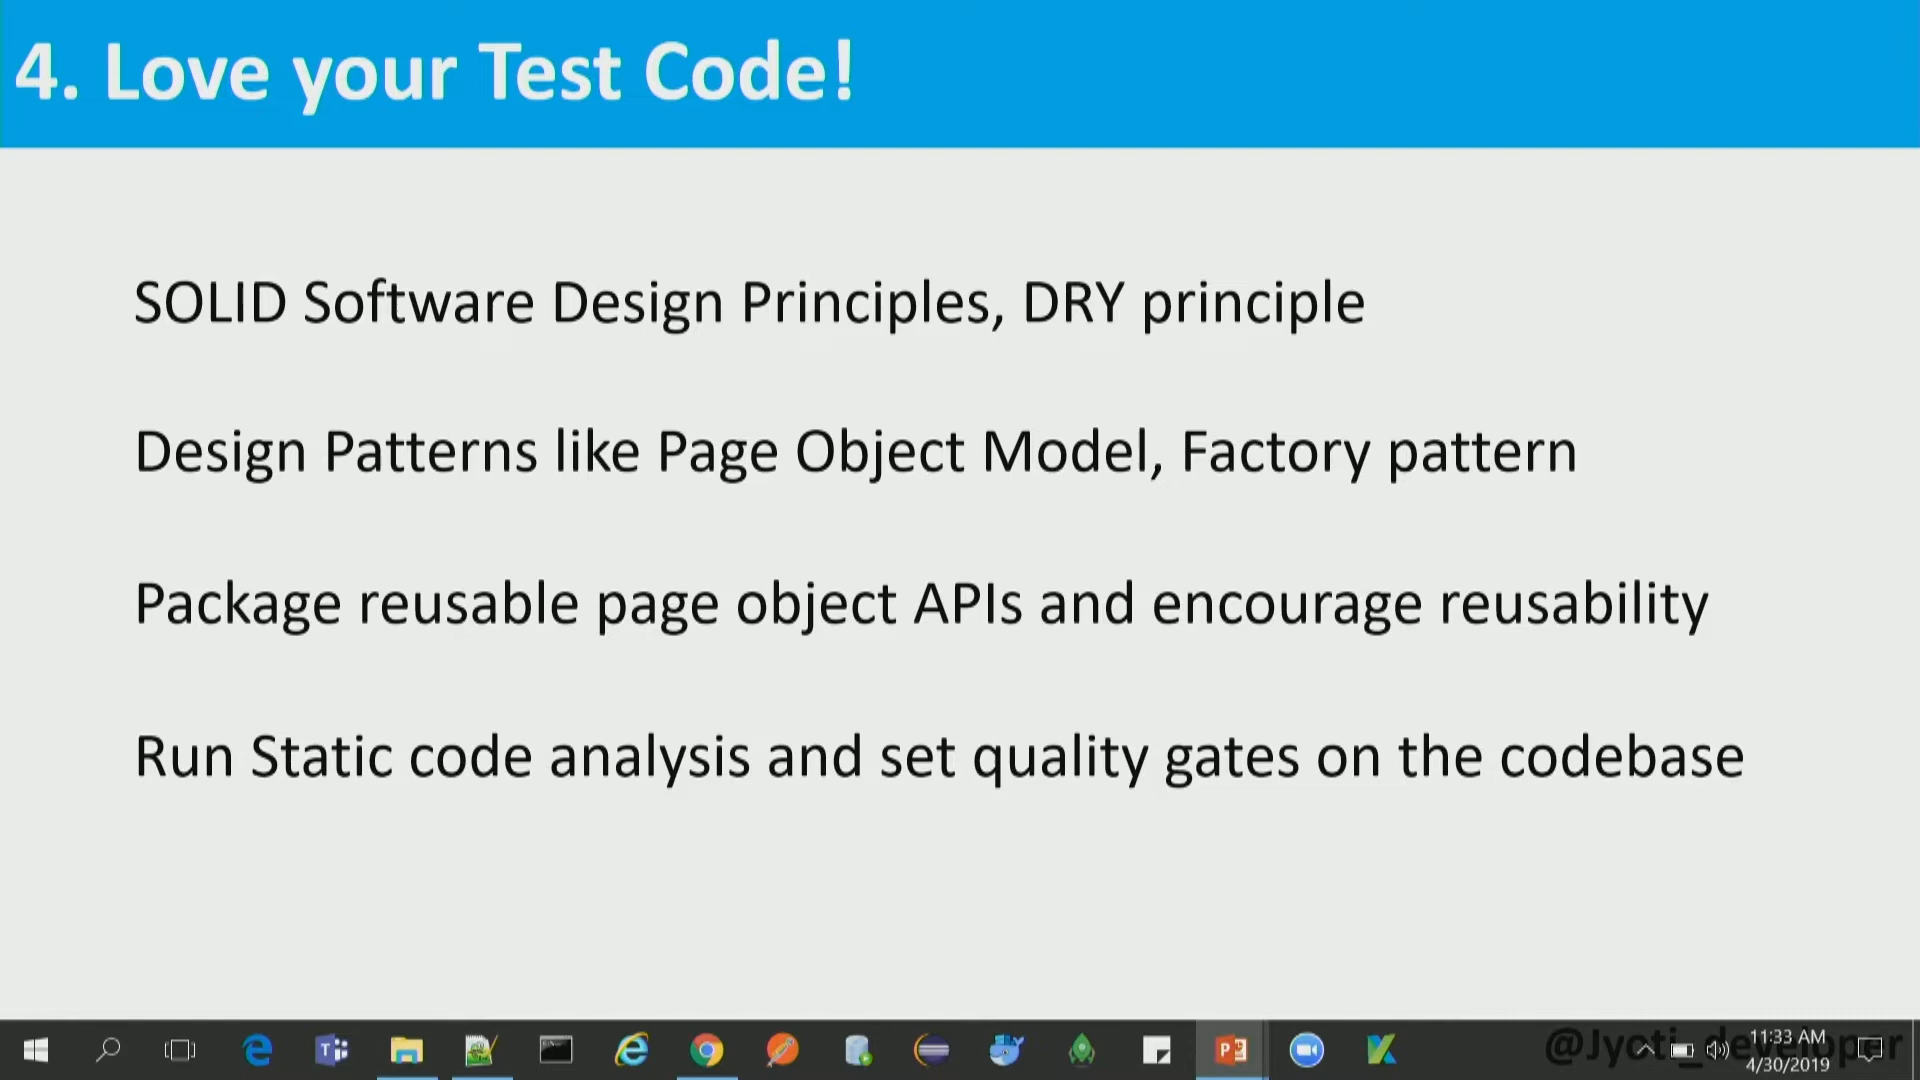 4. Love your Test Code!
SOLID Software Design Principles, DRY principle
Design Patterns like Page Object Model, Factory pattern
Package reusable page object APIs and encourage reusability
Run Static code analysis and set quality gates on the codebase
@Jyoti_developer
11:33 AM
4/30/2019